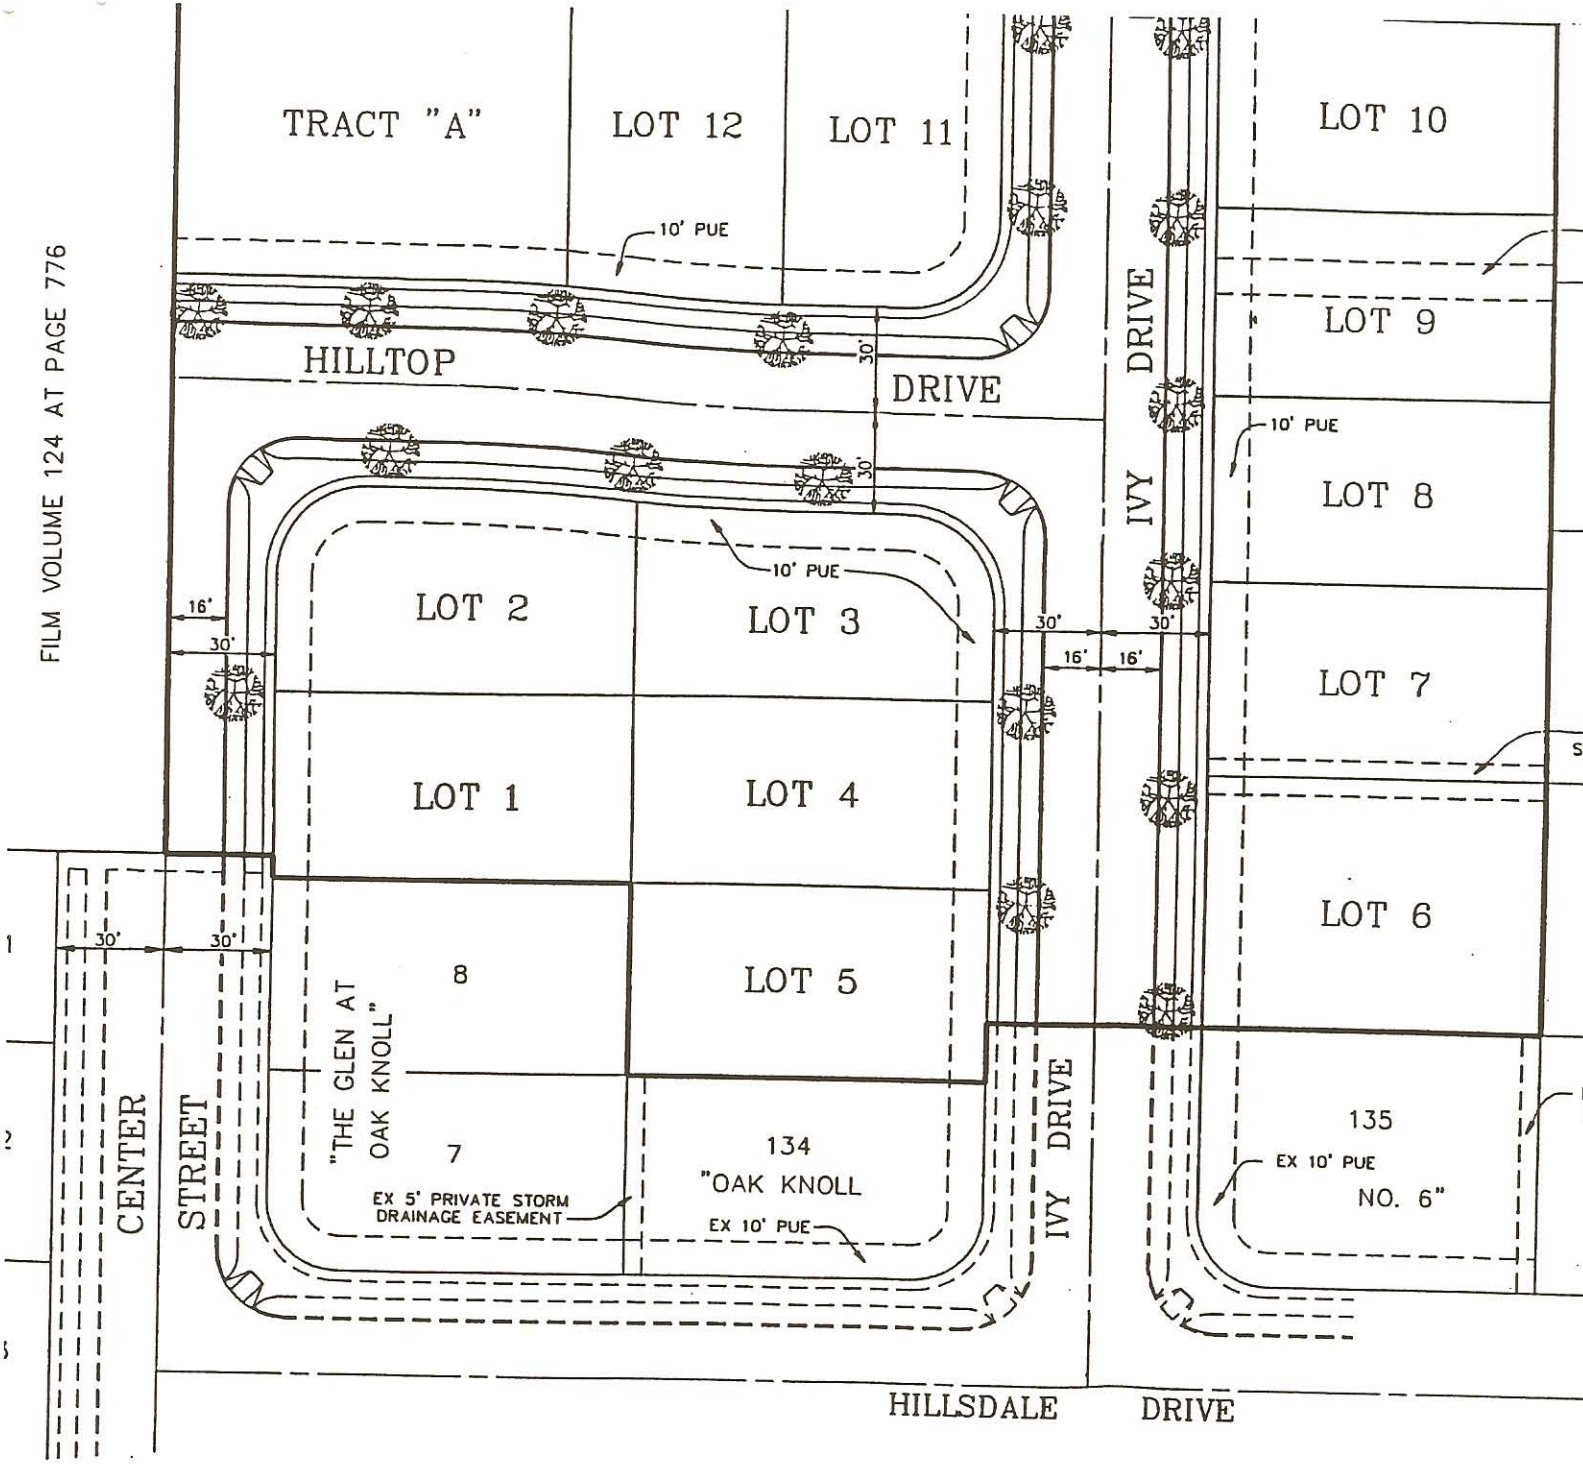 TRACT "A"
LOT 12
LOT 11
LOT 10
10' PUE
FILM VOLUME 124 AT PAGE 776
HILLTOP DRIVE
30'
30'
IVY DRIVE
LOT 9
10' PUE
LOT 8
10' PUE
LOT 2
LOT 3
16'
30'
30'
30'
16'
16'
LOT 7
S
LOT 1
LOT 4
LOT 6
1
30'
30'
8
LOT 5
"THE GLEN AT
OAK KNOLL"
CENTER
STREET
2
7
134
"OAK KNOLL
135
EX 10' PUE
NO. 6"
EX 5' PRIVATE STORM
DRAINAGE EASEMENT
EX 10' PUE
IVY DRIVE
HILLSDALE DRIVE